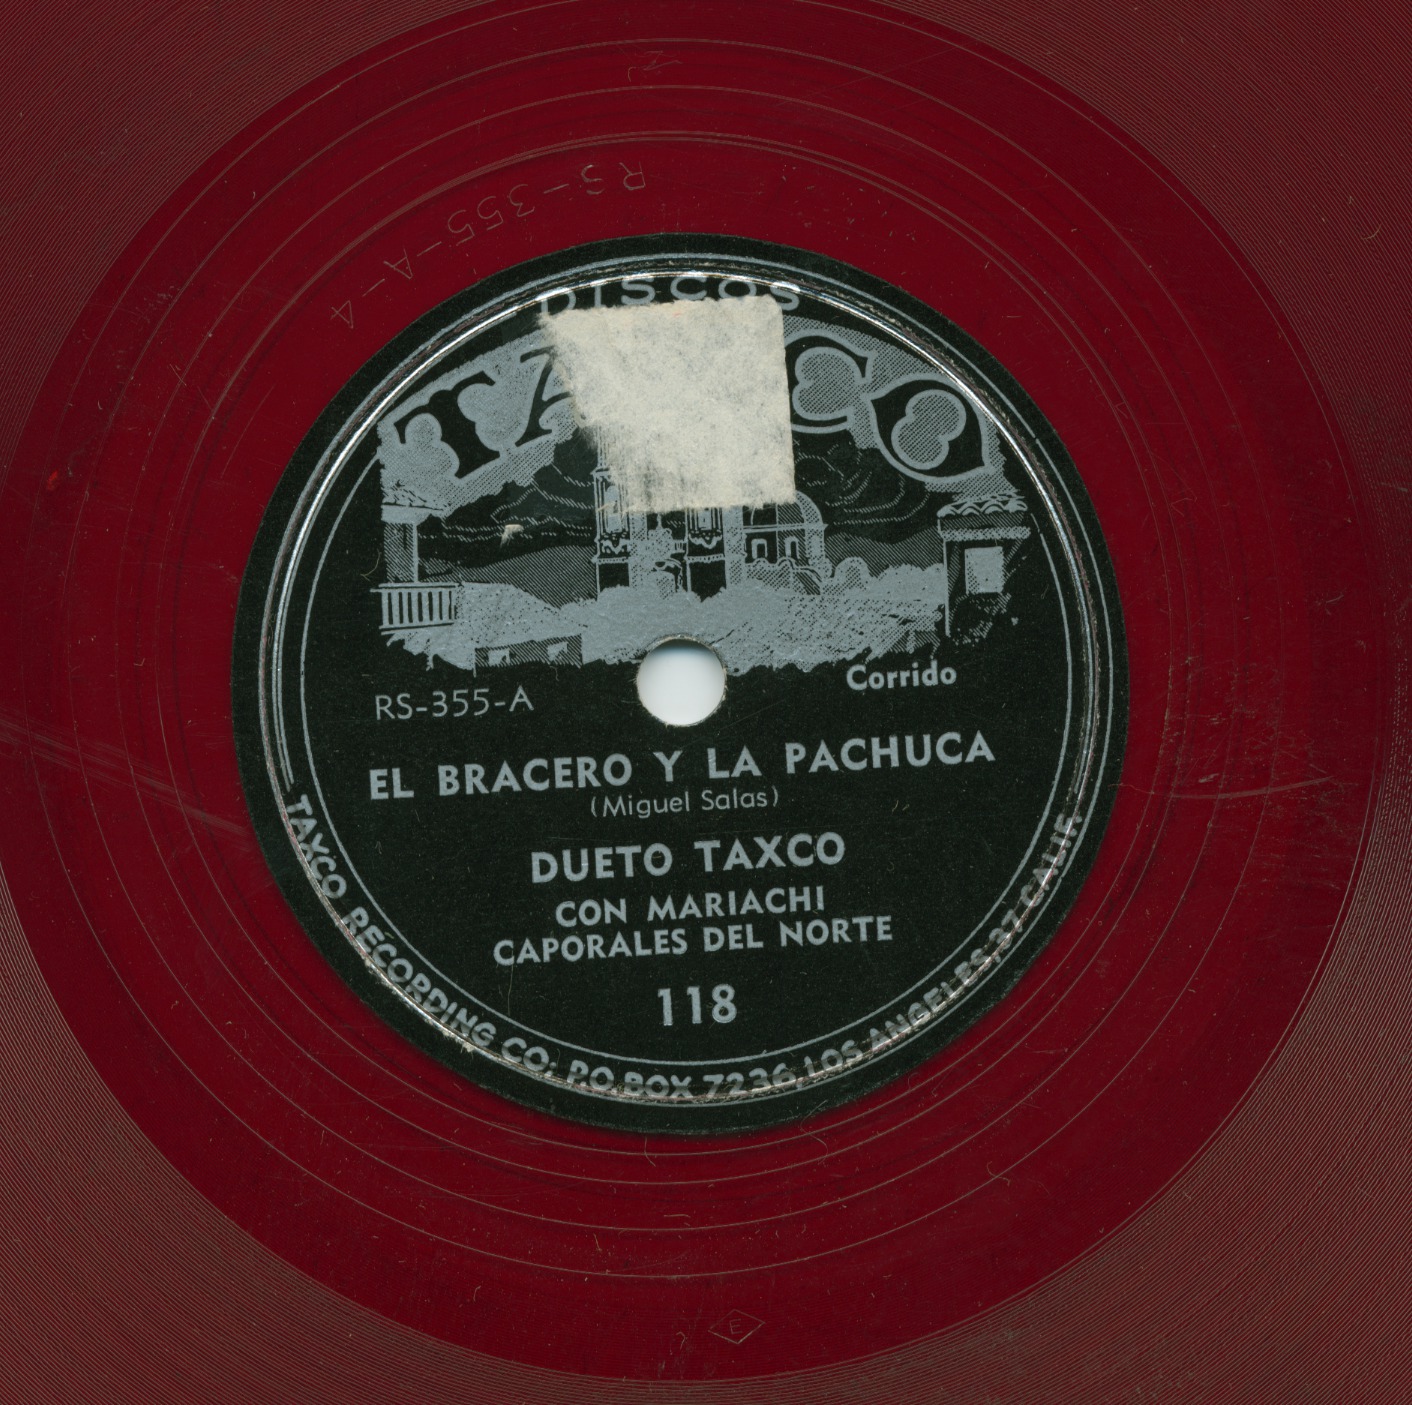 DISCOS
TAXCO
RS-355-A
Corrido
EL BRACERO Y LA PACHUCA
(Miguel Salas)
DUETO TAXCO
CON MARIACHI
CAPORALES DEL NORTE
118
TAXCO RECORDING CO; P.O. BOX 7236, LOS ANGELES, 37, CALIF.
RS-355-A-4
E